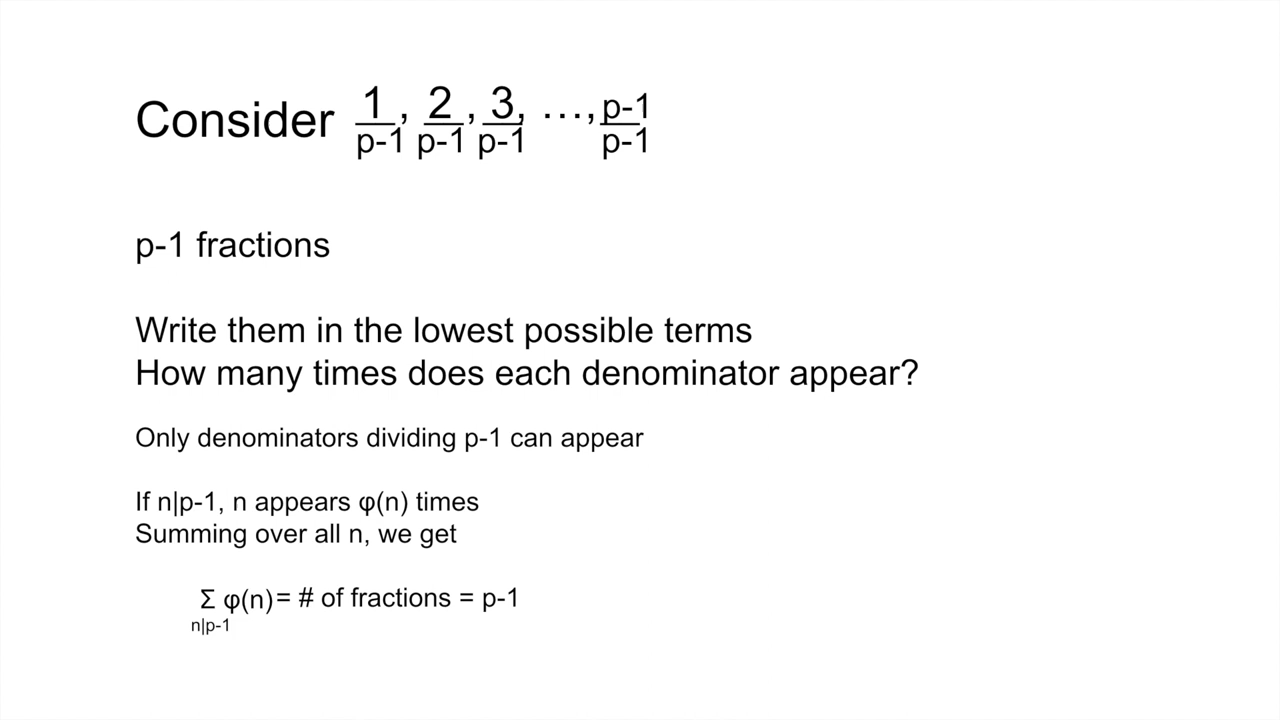 Consider 1/p-1, 2/p-1, 3/p-1, ..., p-1/p-1
p-1 fractions
Write them in the lowest possible terms
How many times does each denominator appear?
Only denominators dividing p-1 can appear
If n|p-1, n appears φ(n) times
Summing over all n, we get
Σ φ(n) = # of fractions = p-1
n|p-1